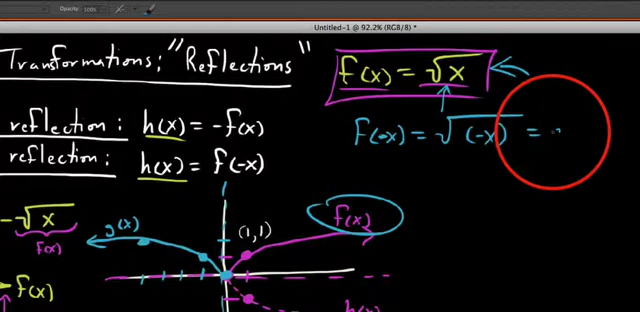 Opacity: 100%
Untitled-1 @ 92.2% (RGB/8) *
Transformations: "Reflections"
f(x) = √x
reflection: h(x) = -f(x)
f(-x) = √(-x) =
reflection: h(x) = f(-x)
-√x
f(x)
g(x)
(1,1)
f(x)
f(x)
h(x)